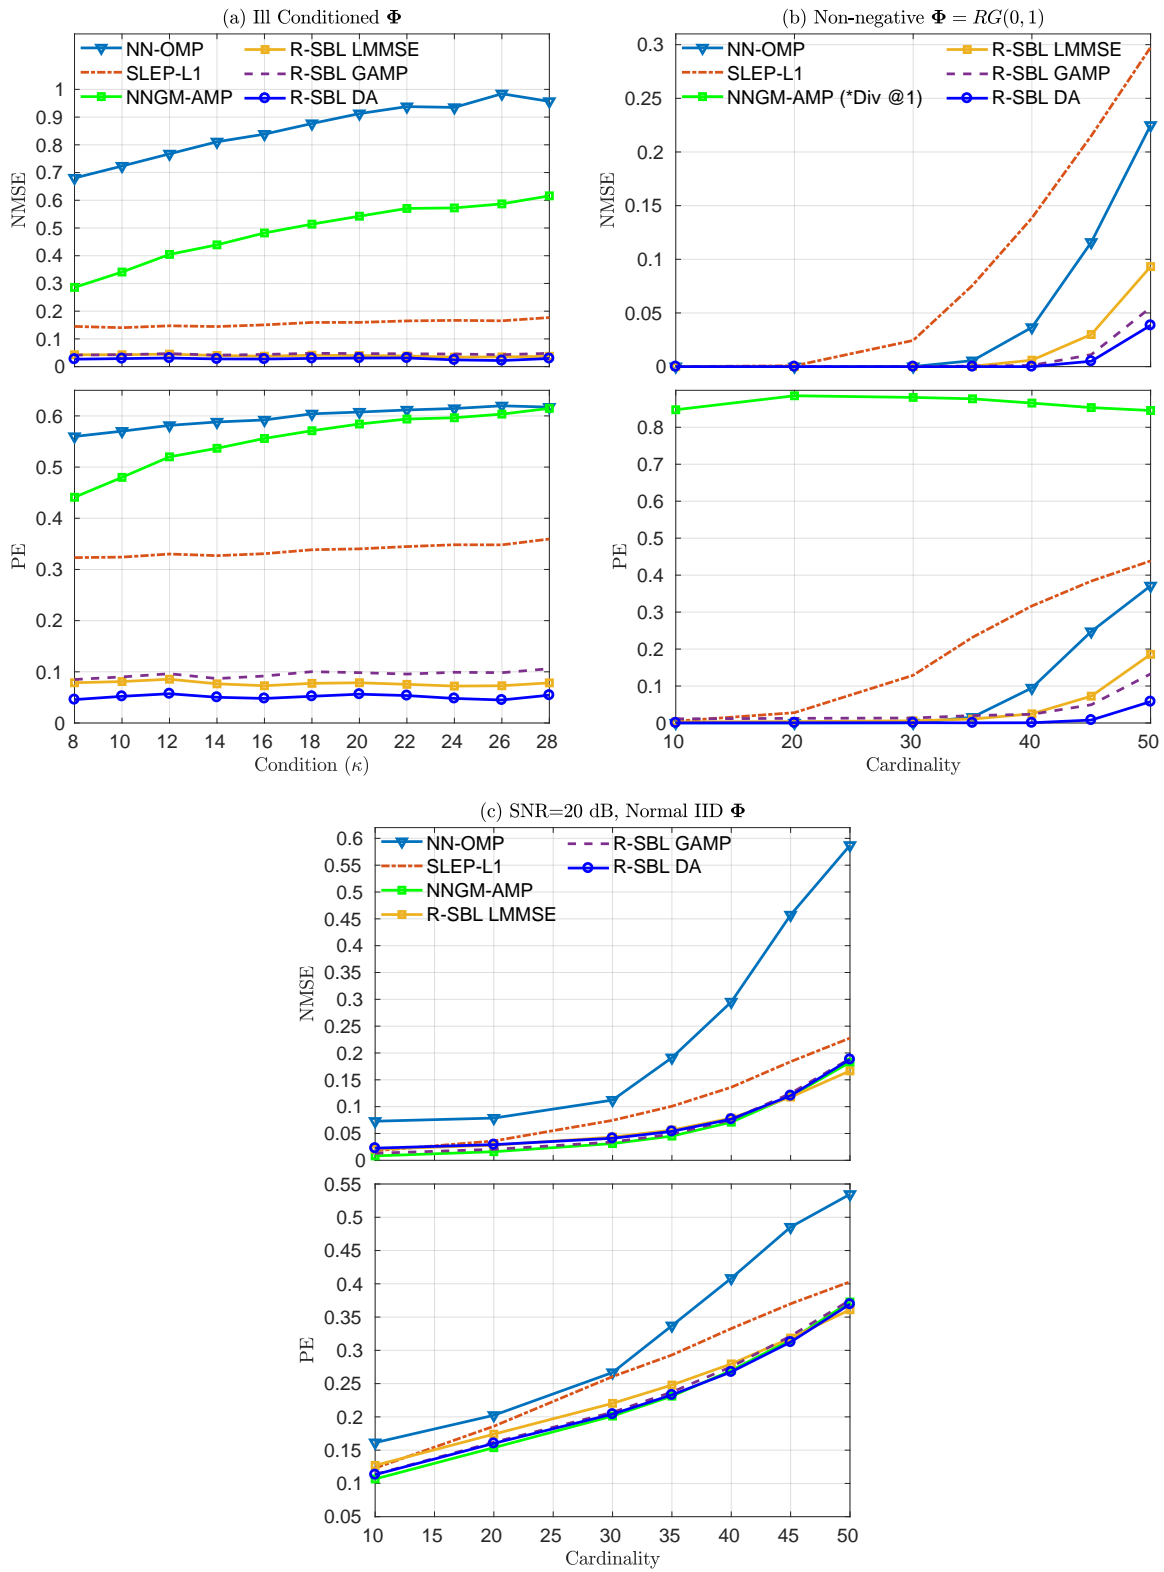 (a) Ill Conditioned Φ
NN-OMP
SLEP-L1
NNGM-AMP
R-SBL LMMSE
R-SBL GAMP
R-SBL DA
NMSE
1
0.9
0.8
0.7
0.6
0.5
0.4
0.3
0.2
0.1
0
PE
0.6
0.5
0.4
0.3
0.2
0.1
0
8 10 12 14 16 18 20 22 24 26 28
Condition (κ)
(b) Non-negative Φ = RG(0, 1)
NN-OMP
SLEP-L1
NNGM-AMP (*Div @1)
R-SBL LMMSE
R-SBL GAMP
R-SBL DA
NMSE
0.3
0.25
0.2
0.15
0.1
0.05
0
PE
0.8
0.7
0.6
0.5
0.4
0.3
0.2
0.1
0
10 20 30 40 50
Cardinality
(c) SNR=20 dB, Normal IID Φ
NN-OMP
SLEP-L1
NNGM-AMP
R-SBL LMMSE
R-SBL GAMP
R-SBL DA
NMSE
0.6
0.55
0.5
0.45
0.4
0.35
0.3
0.25
0.2
0.15
0.1
0.05
0
PE
0.55
0.5
0.45
0.4
0.35
0.3
0.25
0.2
0.15
0.1
0.05
10 15 20 25 30 35 40 45 50
Cardinality